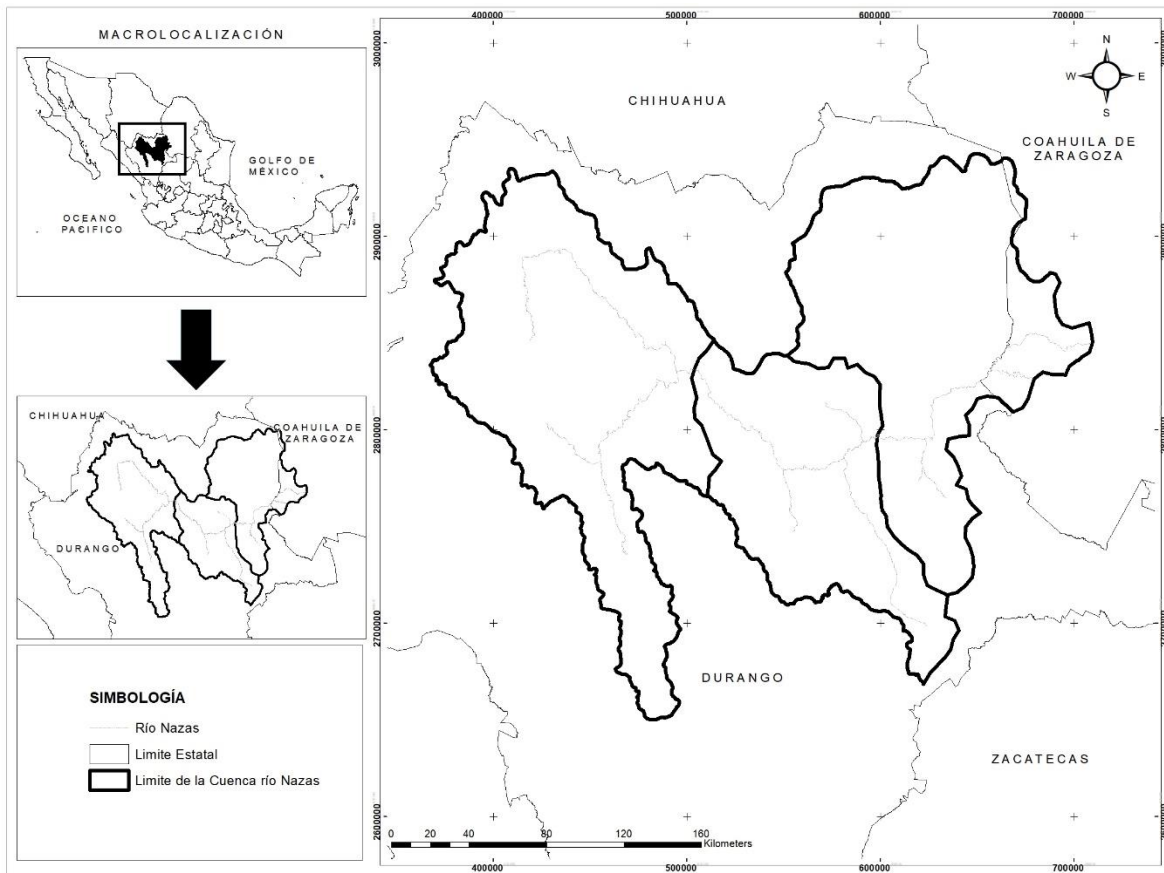 MACROLOCALIZACIÓN
GOLFO DE
MÉXICO
OCEANO
PACIFICO
CHIHUAHUA
COAHUILA DE
ZARAGOZA
DURANGO
SIMBOLOGÍA
Río Nazas
Limite Estatal
Limite de la Cuenca río Nazas
400000
500000
600000
700000
3000000
2900000
2800000
2700000
2600000
N
W
E
S
CHIHUAHUA
COAHUILA DE
ZARAGOZA
DURANGO
ZACATECAS
0 20 40 80 120 160
Kilometers
400000
500000
600000
700000